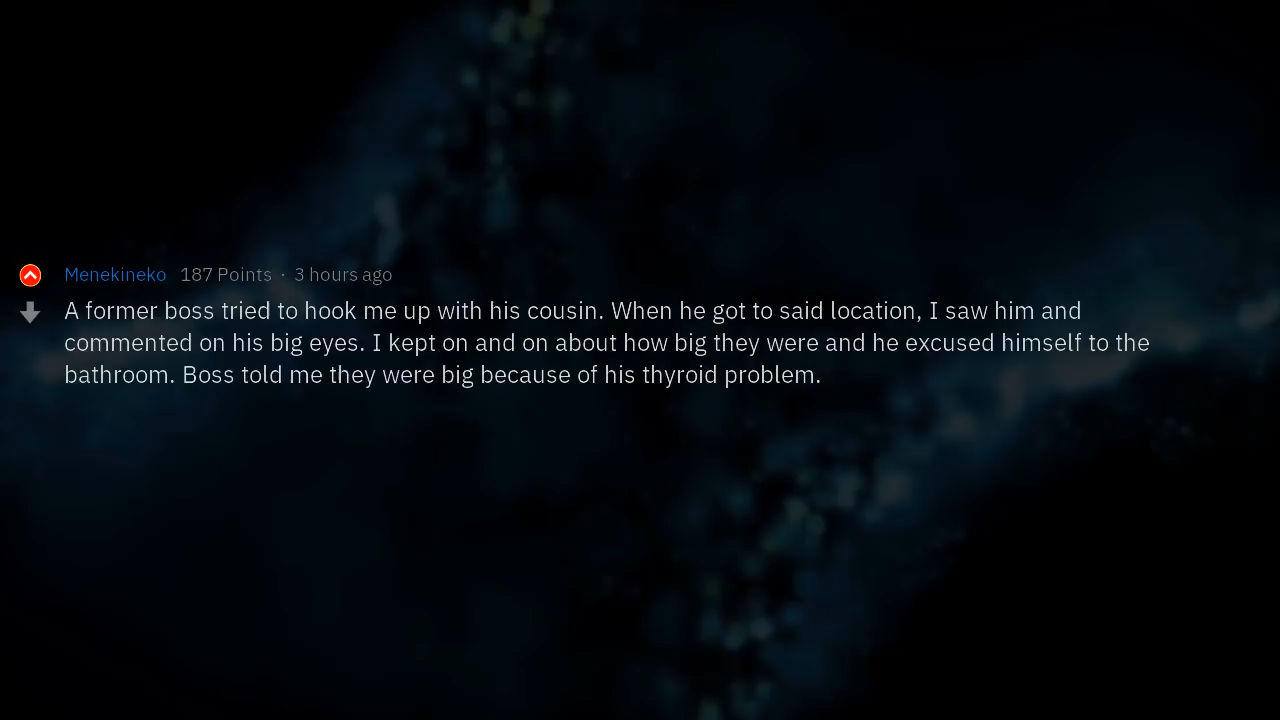 Menekineko 187 Points · 3 hours ago
A former boss tried to hook me up with his cousin. When he got to said location, I saw him and
commented on his big eyes. I kept on and on about how big they were and he excused himself to the
bathroom. Boss told me they were big because of his thyroid problem.